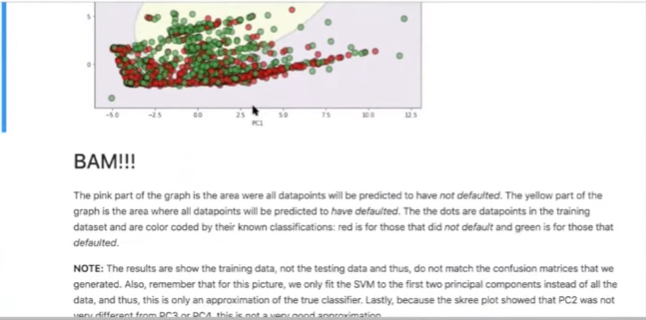 5
0
-5.0 -2.5 0.0 2.5 5.0 7.5 10.0 12.5
PC1
BAM!!!
The pink part of the graph is the area were all datapoints will be predicted to have not defaulted. The yellow part of the
graph is the area where all datapoints will be predicted to have defaulted. The the dots are datapoints in the training
dataset and are color coded by their known classifications: red is for those that did not default and green is for those that
defaulted.
NOTE: The results are show the training data, not the testing data and thus, do not match the confusion matrices that we
generated. Also, remember that for this picture, we only fit the SVM to the first two principal components instead of all the
data, and thus, this is only an approximation of the true classifier. Lastly, because the skree plot showed that PC2 was not
very different from PC3 or PC4, this is not a very good approximation.